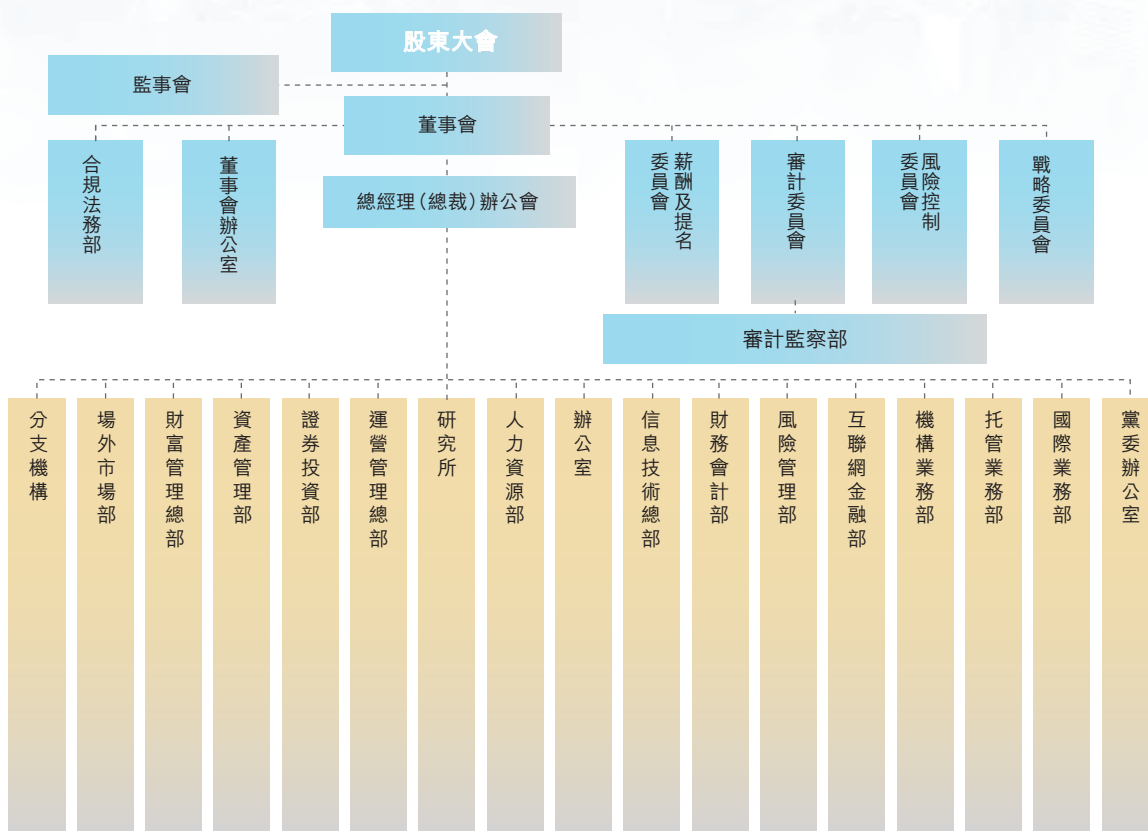 股東大會
監事會
董事會
總經理(總裁)辦公會
合規法務部
董事會辦公室
薪酬及提名
委員會
審計委員會
風險控制
委員會
戰略委員會
審計監察部
分支機構
場外市場部
財富管理總部
資產管理部
證券投資部
運營管理總部
研究所
人力資源部
辦公室
信息技術總部
財務會計部
風險管理部
互聯網金融部
機構業務部
托管業務部
國際業務部
黨委辦公室